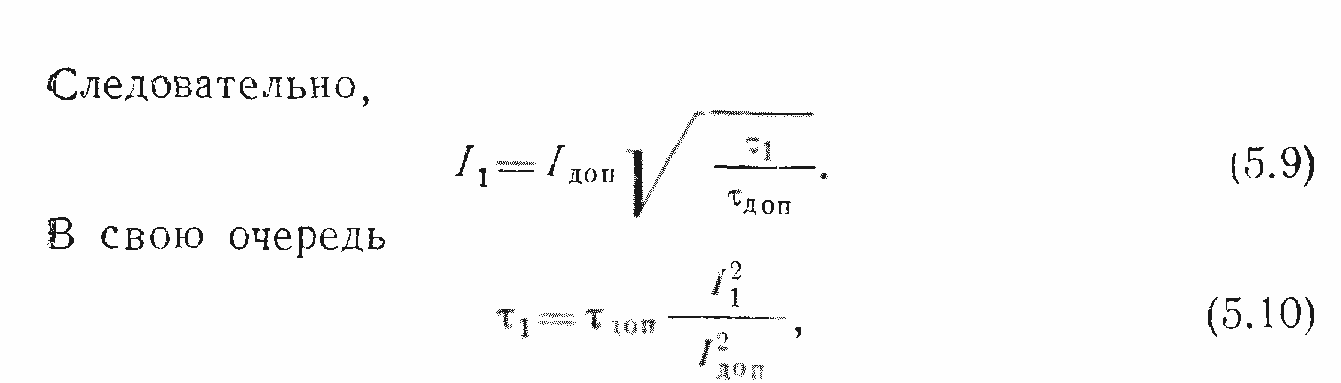 Следовательно,
I₁ = I_доп √(τ₁ / τ_доп). (5.9)
В свою очередь
τ₁ = τ_доп I₁² / I²_доп, (5.10)